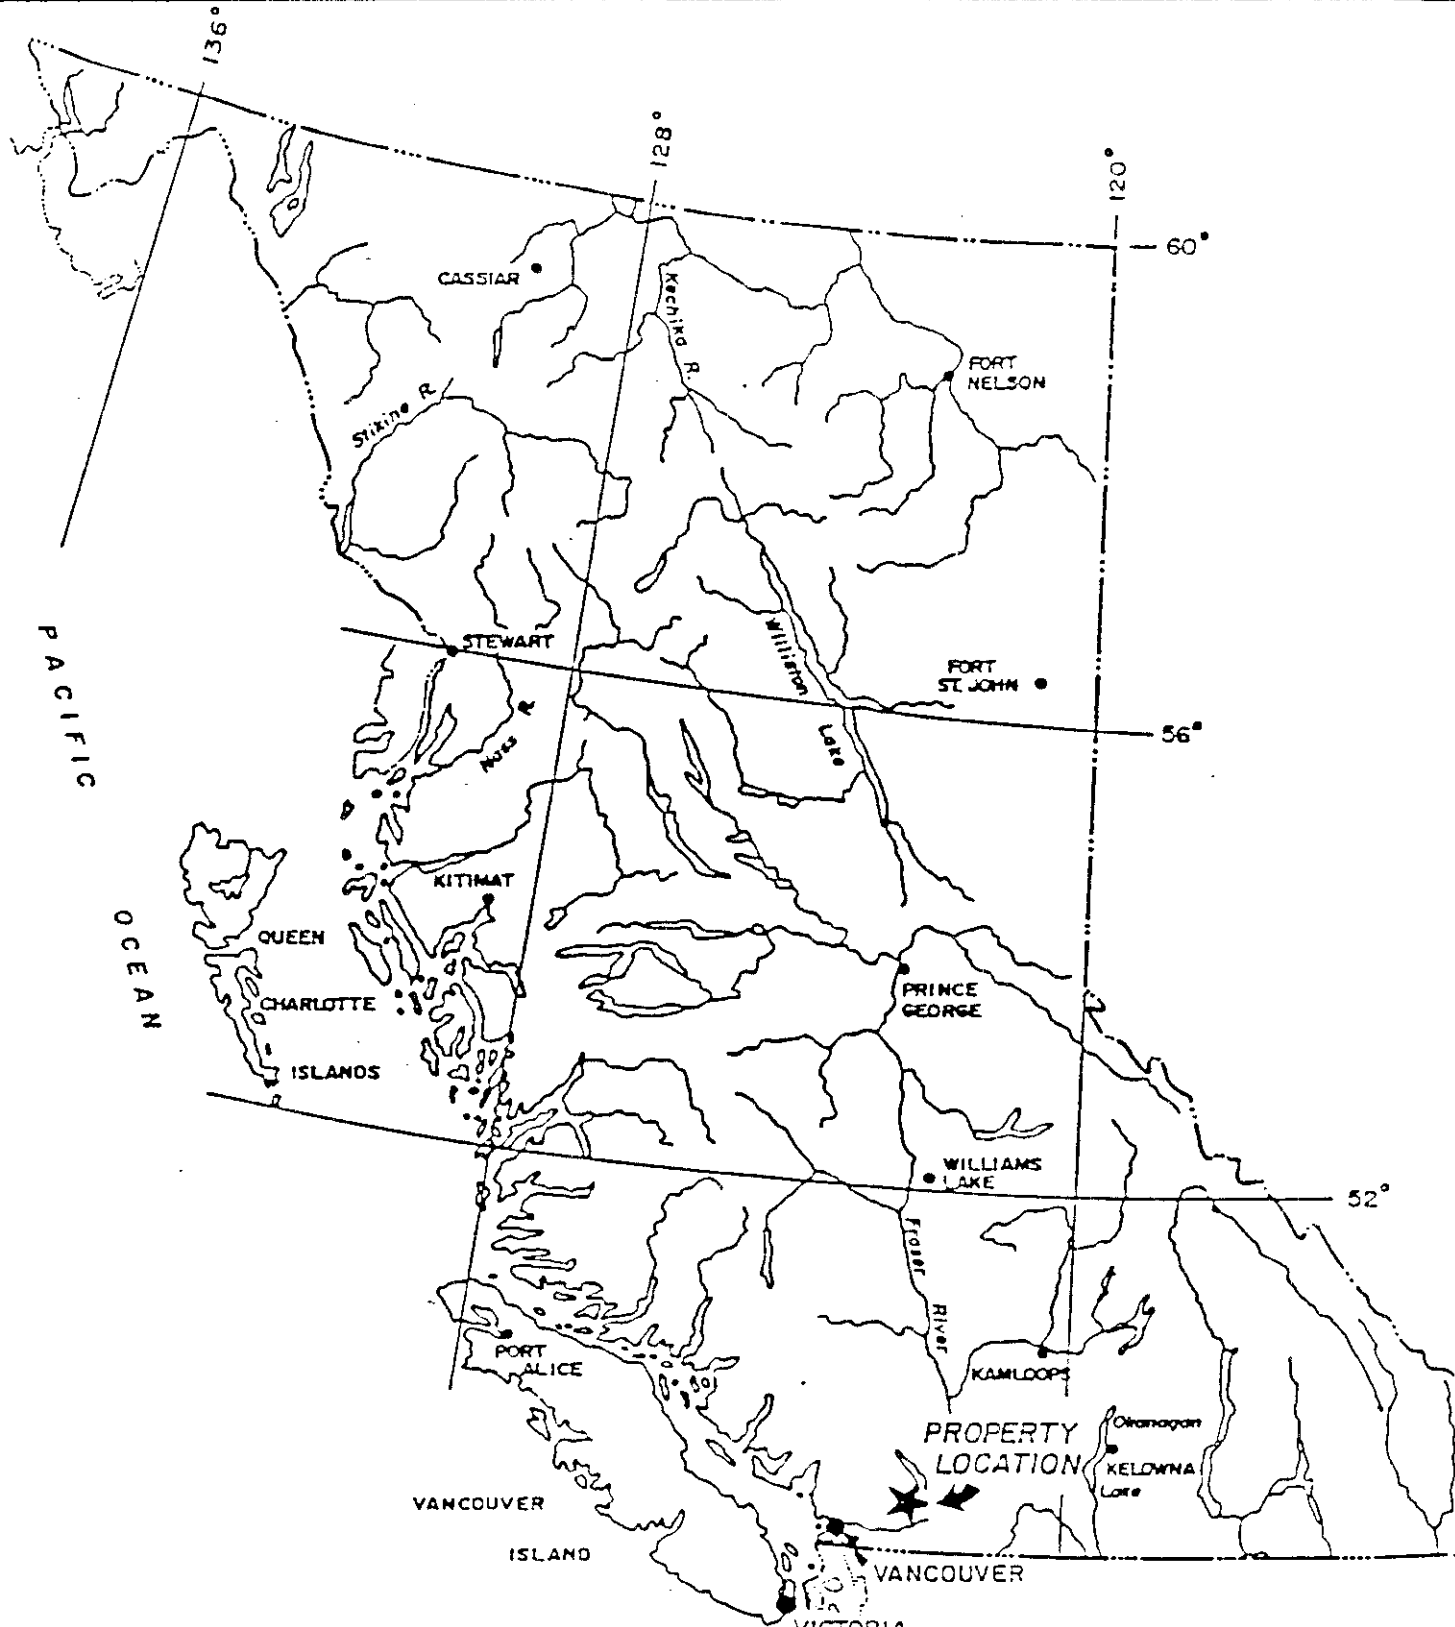 136°
128°
120°
60°
CASSIAR
Kechika R.
FORT
NELSON
Stikine R
PACIFIC
STEWART
Williston
FORT
ST. JOHN
56°
Nass R
Lake
KITIMAT
OCEAN
QUEEN
PRINCE
GEORGE
CHARLOTTE
ISLANDS
WILLIAMS
LAKE
52°
Fraser
River
PORT
ALICE
KAMLOOPS
Okanagan
PROPERTY
LOCATION
KELOWNA
Lake
VANCOUVER
ISLAND
VANCOUVER
VICTORIA